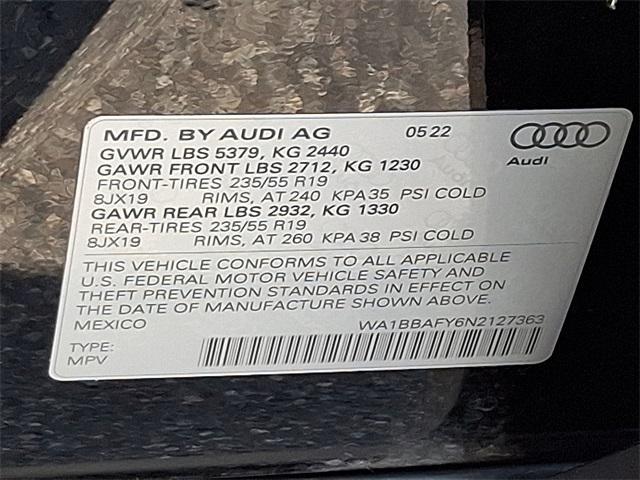 MFD. BY AUDI AG 05 22
Audi
GVWR LBS 5379, KG 2440
GAWR FRONT LBS 2712, KG 1230
FRONT-TIRES 235/55 R19
8JX19 RIMS, AT 240 KPA 35 PSI COLD
GAWR REAR LBS 2932, KG 1330
REAR-TIRES 235/55 R19
8JX19 RIMS, AT 260 KPA 38 PSI COLD
THIS VEHICLE CONFORMS TO ALL APPLICABLE
U.S. FEDERAL MOTOR VEHICLE SAFETY AND
THEFT PREVENTION STANDARDS IN EFFECT ON
THE DATE OF MANUFACTURE SHOWN ABOVE.
MEXICO WA1BBAFY6N2127363
TYPE:
MPV